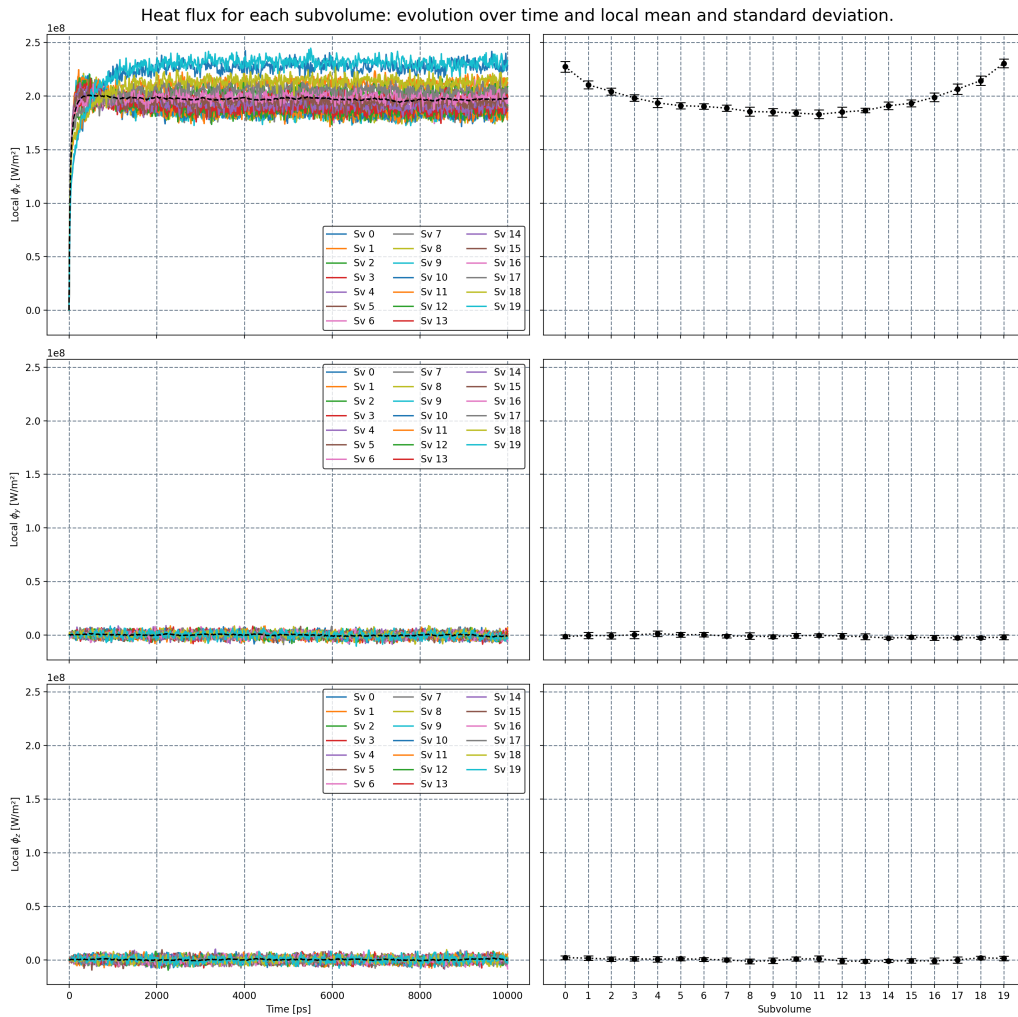 Heat flux for each subvolume: evolution over time and local mean and standard deviation.
1e8
2.5
2.0
1.5
1.0
0.5
0.0
Local ϕx [W/m²]
Sv 0 Sv 7 Sv 14
Sv 1 Sv 8 Sv 15
Sv 2 Sv 9 Sv 16
Sv 3 Sv 10 Sv 17
Sv 4 Sv 11 Sv 18
Sv 5 Sv 12 Sv 19
Sv 6 Sv 13
1e8
2.5
2.0
1.5
1.0
0.5
0.0
Local ϕy [W/m²]
Sv 0 Sv 7 Sv 14
Sv 1 Sv 8 Sv 15
Sv 2 Sv 9 Sv 16
Sv 3 Sv 10 Sv 17
Sv 4 Sv 11 Sv 18
Sv 5 Sv 12 Sv 19
Sv 6 Sv 13
1e8
2.5
2.0
1.5
1.0
0.5
0.0
Local ϕz [W/m²]
Sv 0 Sv 7 Sv 14
Sv 1 Sv 8 Sv 15
Sv 2 Sv 9 Sv 16
Sv 3 Sv 10 Sv 17
Sv 4 Sv 11 Sv 18
Sv 5 Sv 12 Sv 19
Sv 6 Sv 13
0 2000 4000 6000 8000 10000
Time [ps]
0 1 2 3 4 5 6 7 8 9 10 11 12 13 14 15 16 17 18 19
Subvolume